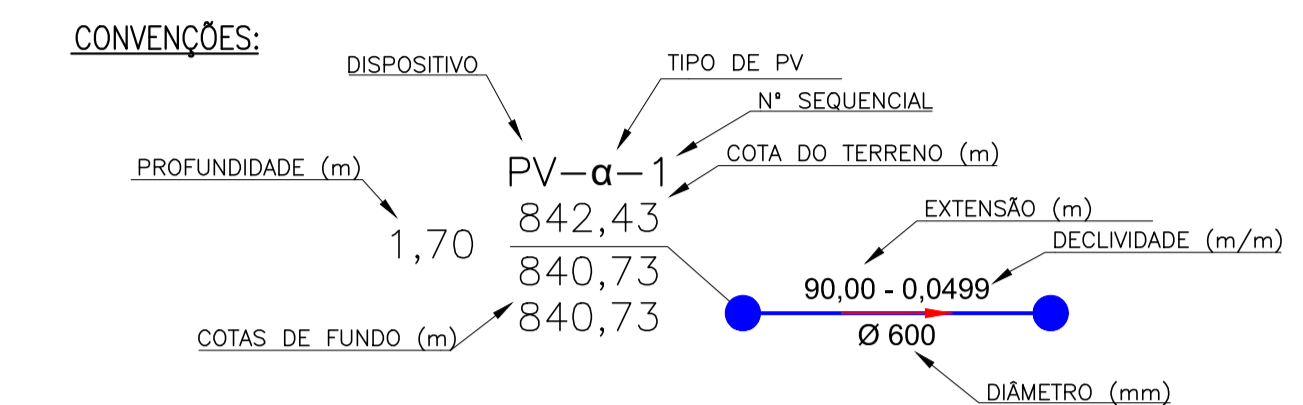 CONVENÇÕES:
DISPOSITIVO
TIPO DE PV
Nº SEQUENCIAL
PROFUNDIDADE (m)
PV-α-1
COTA DO TERRENO (m)
842,43
1,70
EXTENSÃO (m)
DECLIVIDADE (m/m)
840,73
90,00 - 0,0499
840,73
COTAS DE FUNDO (m)
Ø 600
DIÂMETRO (mm)